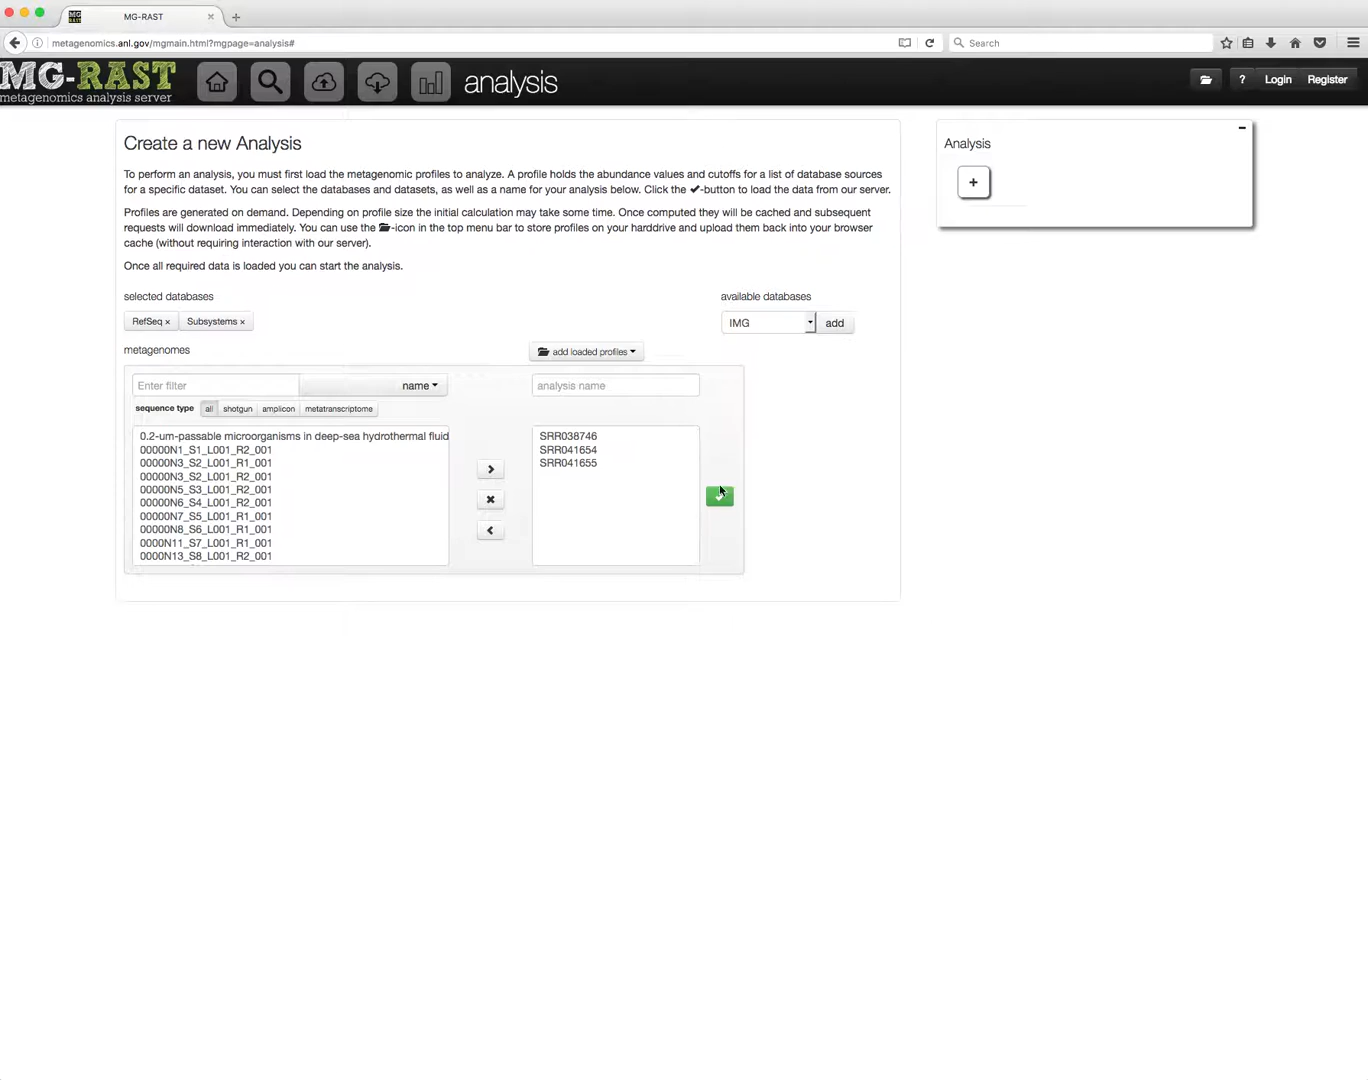 MG-RAST
metagenomics.anl.gov/mgmain.html?mgpage=analysis#
Search
MG-RAST
metagenomics analysis server
analysis
?
Login
Register
Create a new Analysis
To perform an analysis, you must first load the metagenomic profiles to analyze. A profile holds the abundance values and cutoffs for a list of database sources
for a specific dataset. You can select the databases and datasets, as well as a name for your analysis below. Click the ✔-button to load the data from our server.
Profiles are generated on demand. Depending on profile size the initial calculation may take some time. Once computed they will be cached and subsequent
requests will download immediately. You can use the -icon in the top menu bar to store profiles on your harddrive and upload them back into your browser
cache (without requiring interaction with our server).
Once all required data is loaded you can start the analysis.
selected databases
available databases
RefSeq × Subsystems ×
IMG add
metagenomes
add loaded profiles
Enter filter
name
analysis name
sequence type all shotgun amplicon metatranscriptome
0.2-um-passable microorganisms in deep-sea hydrothermal fluid
00000N1_S1_L001_R2_001
00000N3_S2_L001_R1_001
00000N3_S2_L001_R2_001
00000N5_S3_L001_R2_001
00000N6_S4_L001_R2_001
00000N7_S5_L001_R1_001
00000N8_S6_L001_R1_001
0000N11_S7_L001_R1_001
0000N13_S8_L001_R2_001
SRR038746
SRR041654
SRR041655
Analysis
+